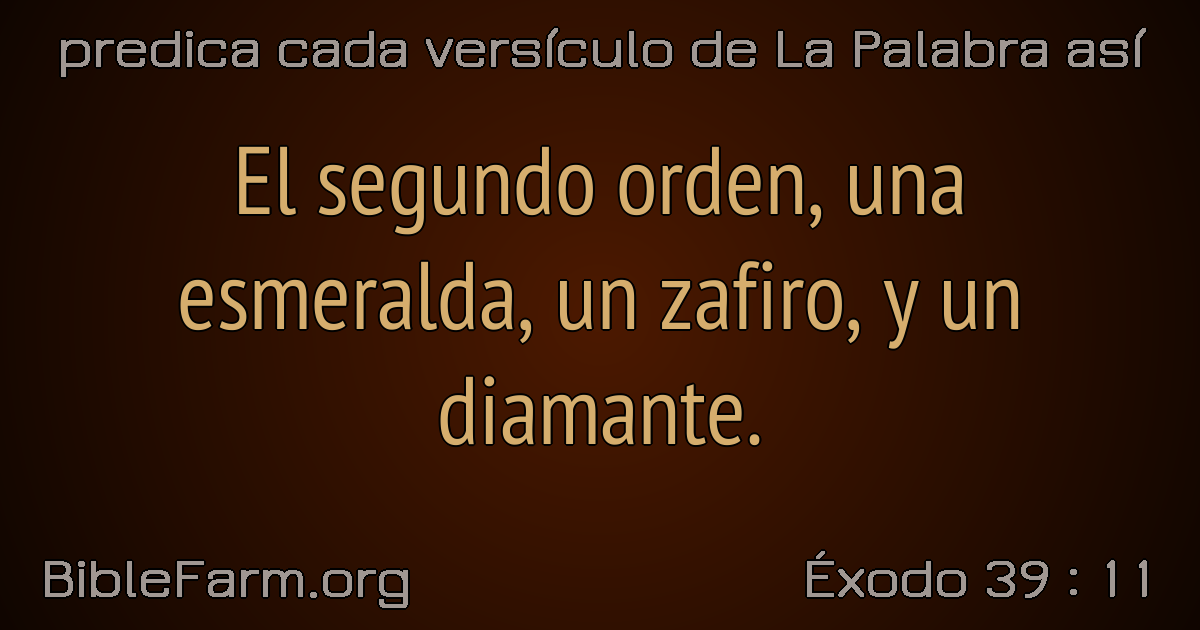 predica cada versículo de La Palabra así
El segundo orden, una
esmeralda, un zafiro, y un
diamante.
BibleFarm.org
Éxodo 39 : 11